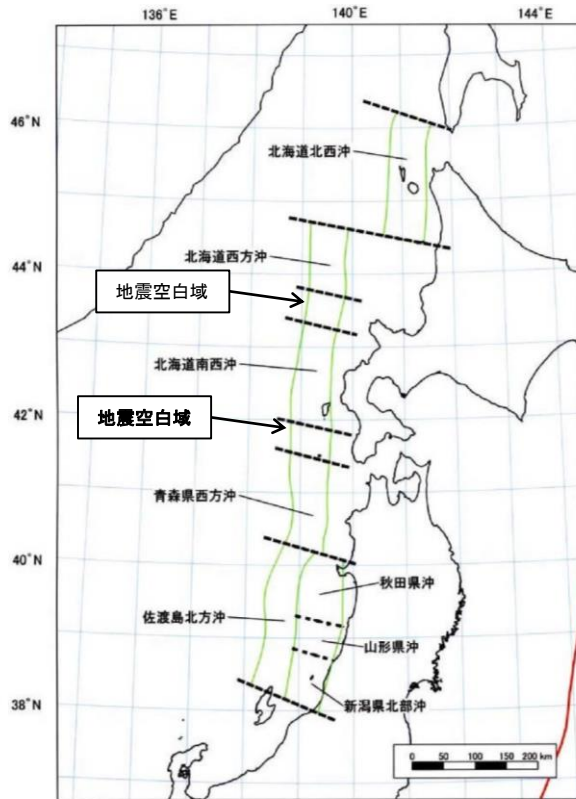 136°E
140°E
144°E
46°N
北海道北西沖
北海道西方沖
44°N
地震空白域
北海道南西沖
42°N
地震空白域
青森県西方沖
40°N
秋田県沖
佐渡島北方沖
山形県沖
38°N
新潟県北部沖
0 50 100 150 200 km